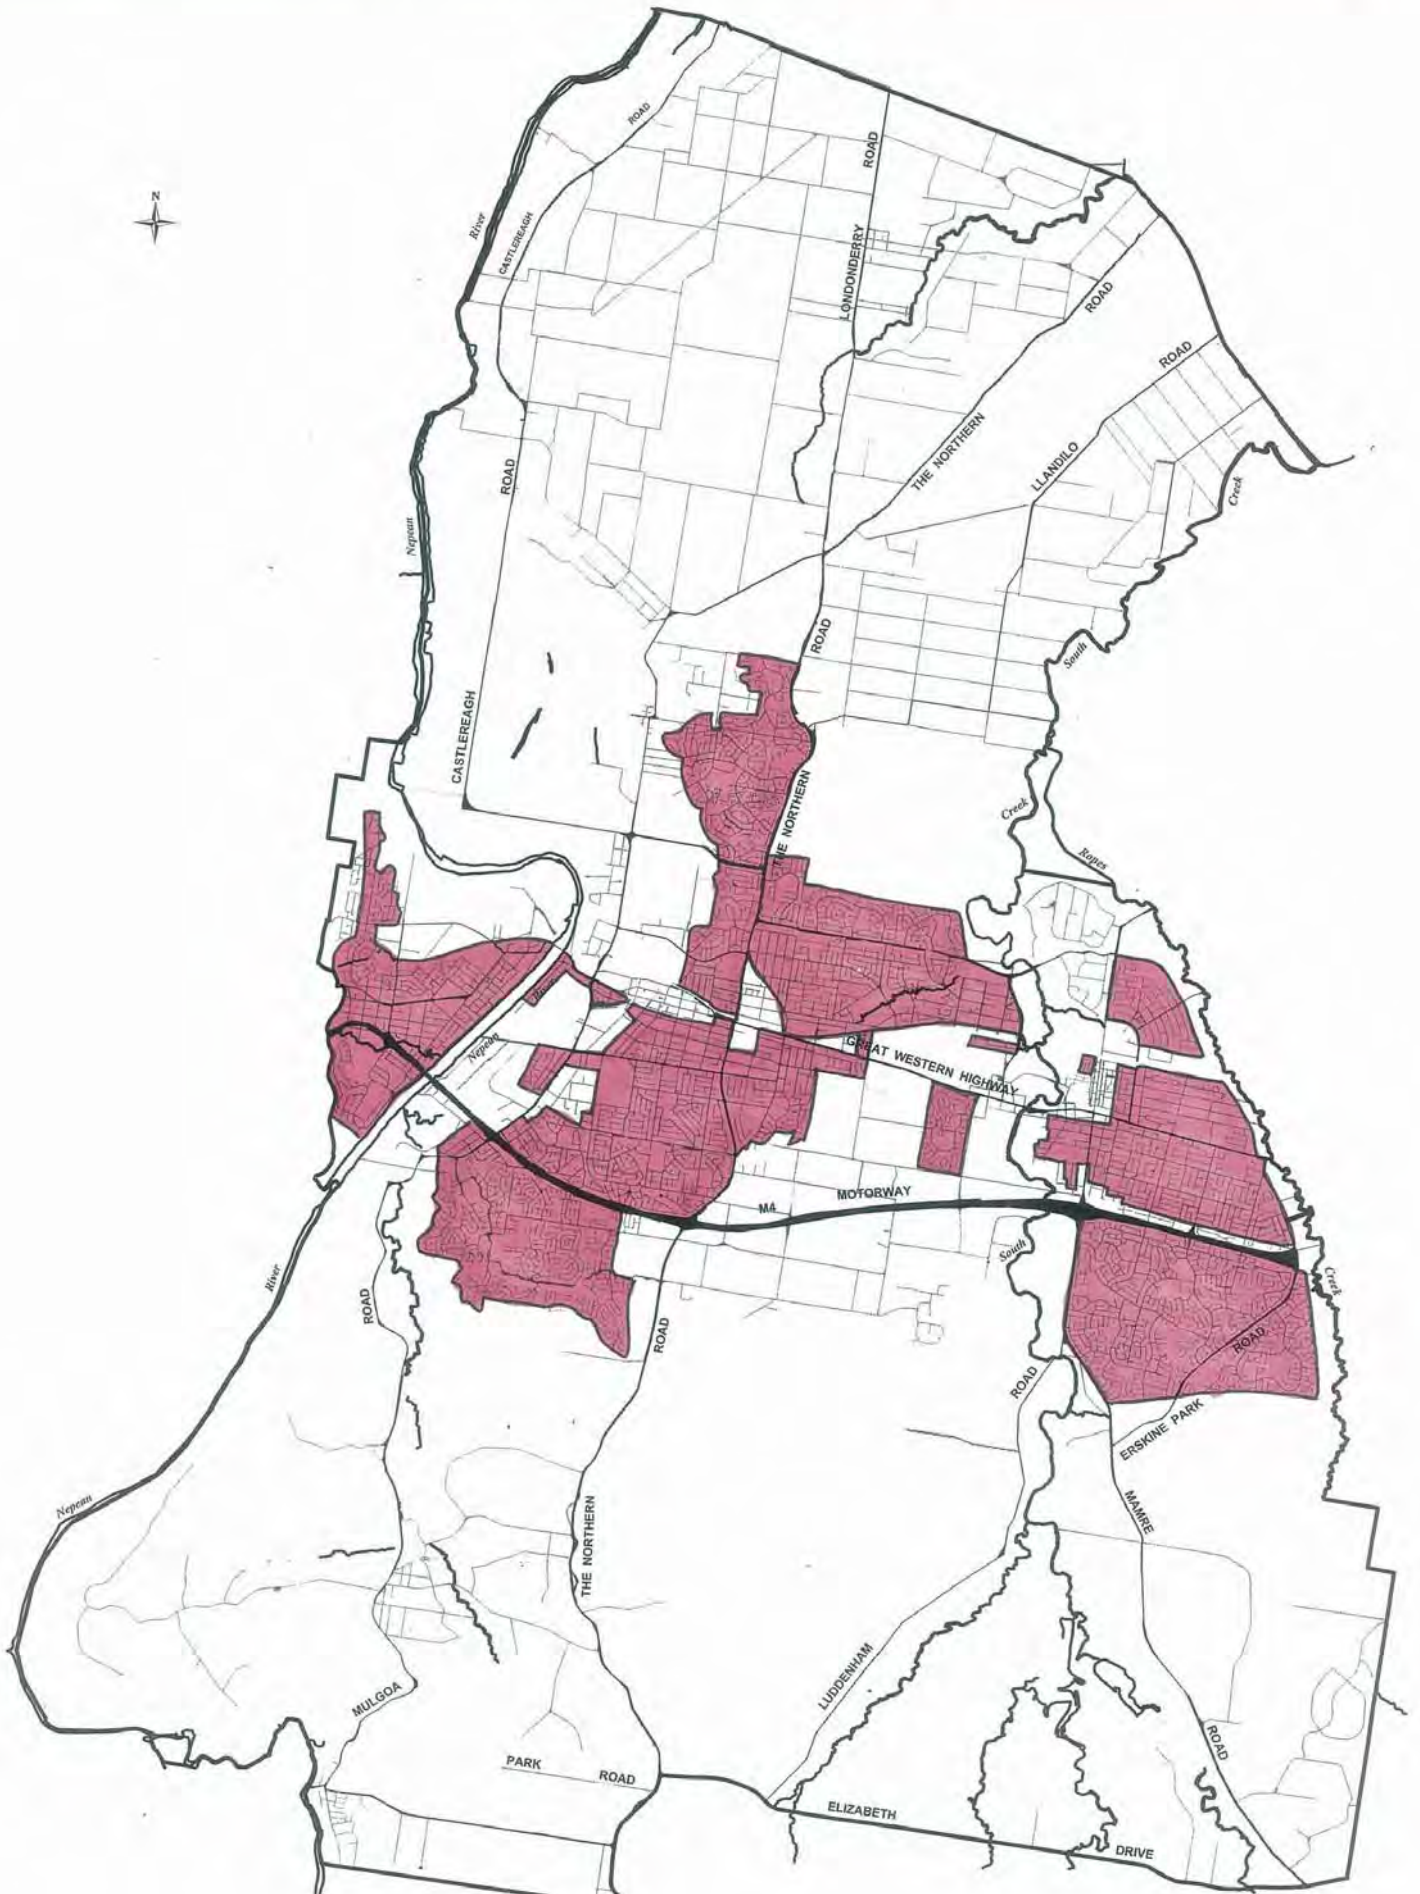 N
ROAD
ROAD
River
CASTLEREAGH
LONDONDERRY
ROAD
ROAD
THE NORTHERN
LLANDILO
ROAD
Creek
Nepean
ROAD
South
CASTLEREAGH
THE NORTHERN
Creek
Ropes
River
Nepean
GREAT WESTERN HIGHWAY
M4
MOTORWAY
South
River
ROAD
ROAD
Creek
ROAD
ROAD
ERSKINE PARK
Nepean
THE NORTHERN
MAMRE
LUDDENHAM
MULGOA
ROAD
PARK
ROAD
ELIZABETH
DRIVE